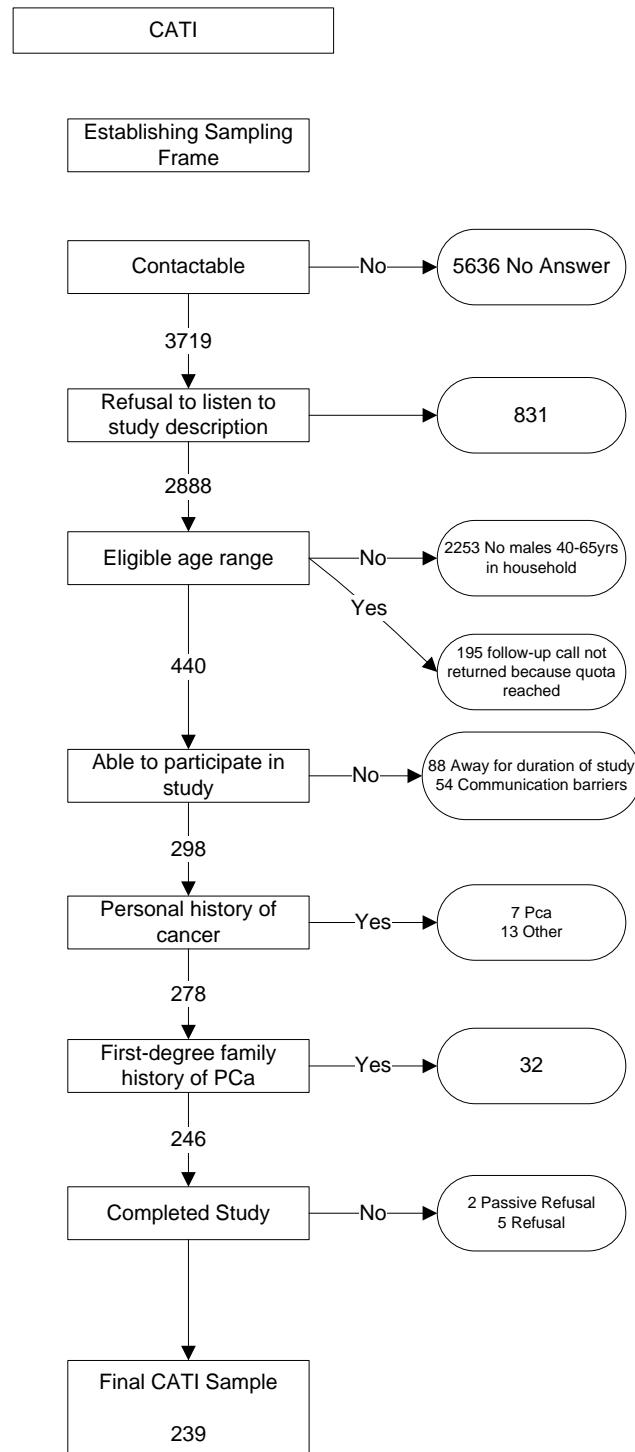 CATI
Establishing Sampling
Frame
Contactable
No
5636 No Answer
3719
Refusal to listen to
study description
831
2888
Eligible age range
No
2253 No males 40-65yrs
in household
Yes
195 follow-up call not
returned because quota
reached
440
Able to participate in
study
No
88 Away for duration of study
54 Communication barriers
298
Personal history of
cancer
Yes
7 Pca
13 Other
278
First-degree family
history of PCa
Yes
32
246
Completed Study
No
2 Passive Refusal
5 Refusal
Final CATI Sample
239